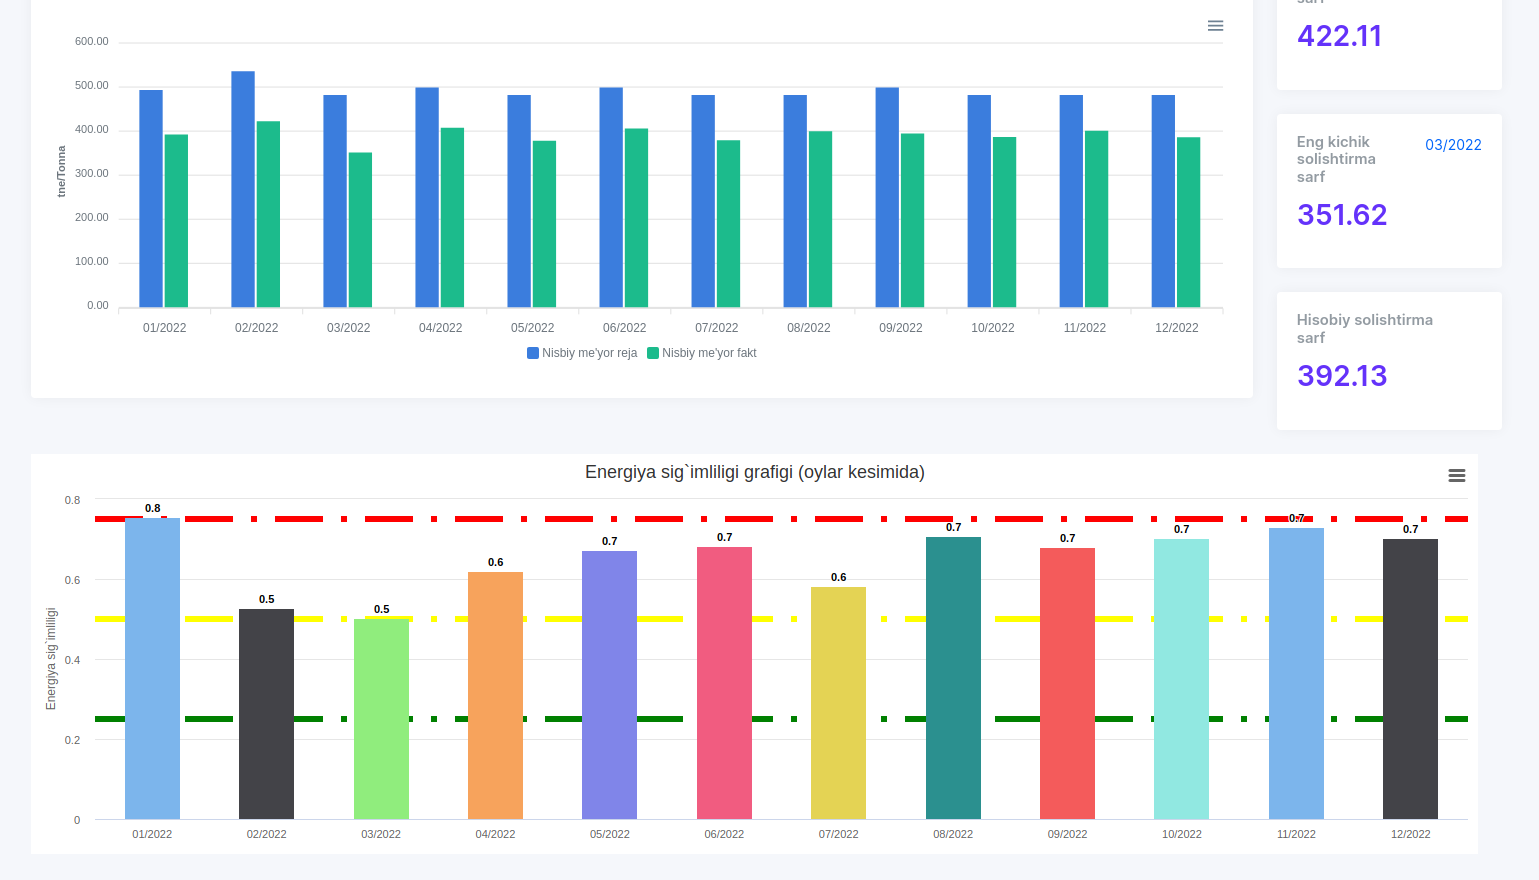 600.00
500.00
400.00
300.00
200.00
100.00
0.00
tne/Tonna
01/2022 02/2022 03/2022 04/2022 05/2022 06/2022 07/2022 08/2022 09/2022 10/2022 11/2022 12/2022
Nisbiy me'yor reja Nisbiy me'yor fakt
sarf
422.11
Eng kichik 03/2022
solishtirma
sarf
351.62
Hisobiy solishtirma
sarf
392.13
Energiya sig`imliligi grafigi (oylar kesimida)
0.8
0.6
0.4
0.2
0
Energiya sig`imliligi
0.8 0.5 0.5 0.6 0.7 0.7 0.6 0.7 0.7 0.7 0.7 0.7
01/2022 02/2022 03/2022 04/2022 05/2022 06/2022 07/2022 08/2022 09/2022 10/2022 11/2022 12/2022